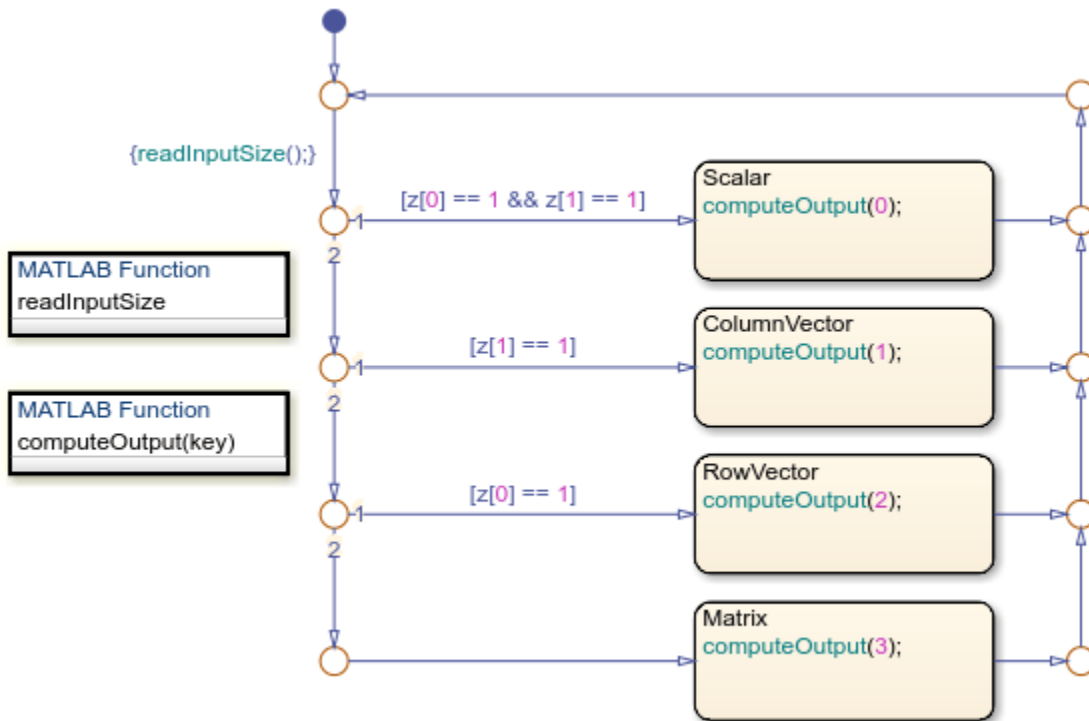 {readInputSize();}
[z[0] == 1 && z[1] == 1]
Scalar
computeOutput(0);
1
2
MATLAB Function
readInputSize
[z[1] == 1]
ColumnVector
computeOutput(1);
1
2
MATLAB Function
computeOutput(key)
[z[0] == 1]
RowVector
computeOutput(2);
1
2
Matrix
computeOutput(3);